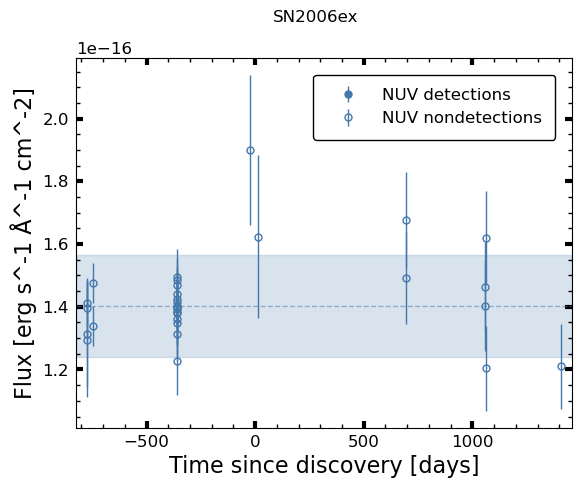 SN2006ex
1e−16
NUV detections
NUV nondetections
Flux [erg s^-1 Å^-1 cm^-2]
2.0
1.8
1.6
1.4
1.2
−500
0
500
1000
Time since discovery [days]